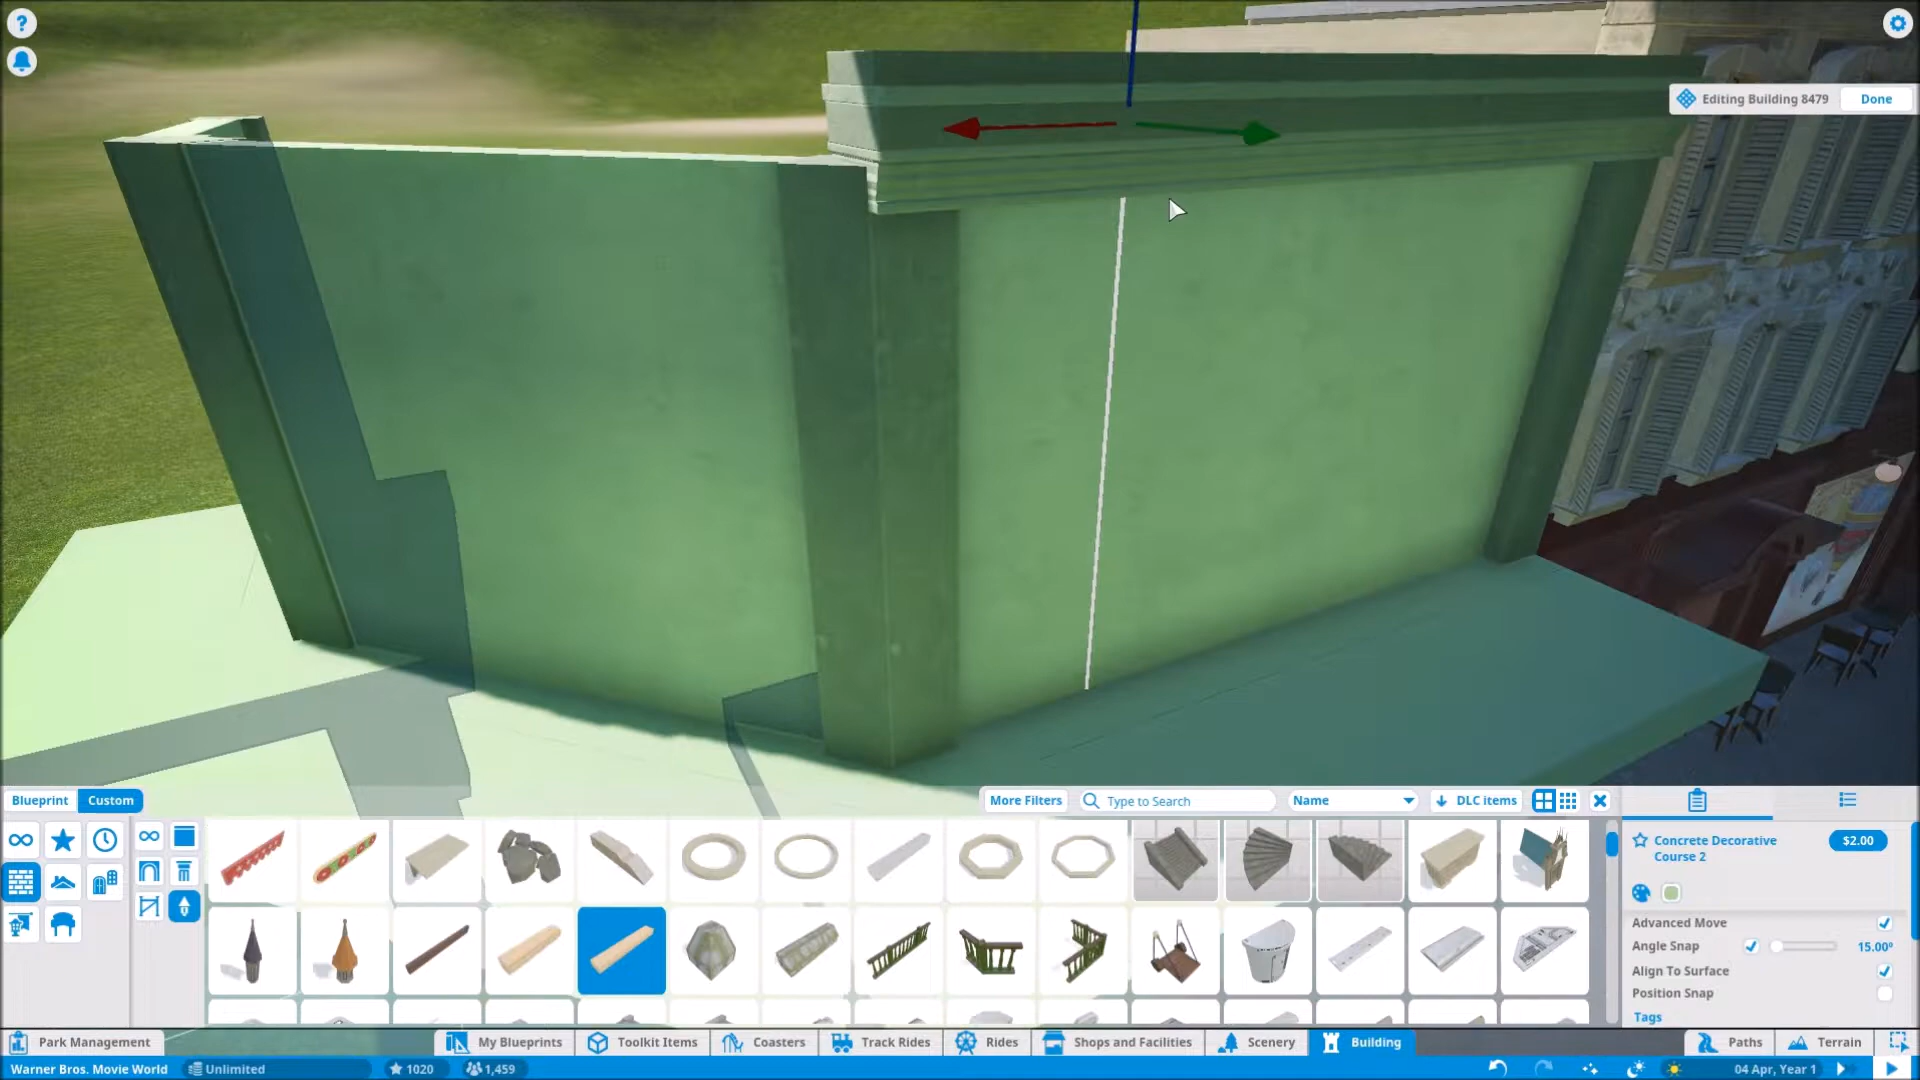 ?
Editing Building 8479
Done
Blueprint
Custom
More Filters
Type to Search
Name
DLC items
Concrete Decorative
Course 2
$2.00
Advanced Move
Angle Snap
15.00°
Align To Surface
Position Snap
Tags
Park Management
My Blueprints
Toolkit Items
Coasters
Track Rides
Rides
Shops and Facilities
Scenery
Building
Paths
Terrain
Warner Bros. Movie World
Unlimited
1020
1,459
04 Apr, Year 1